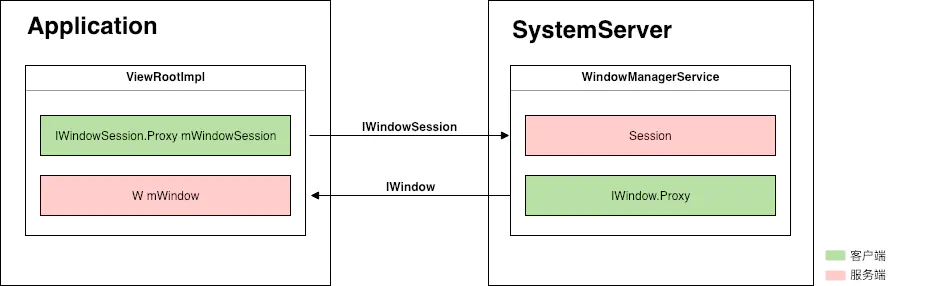 Application
SystemServer
ViewRootImpl
WindowManagerService
IWindowSession.Proxy mWindowSession
IWindowSession
Session
W mWindow
IWindow
IWindow.Proxy
客户端
服务端